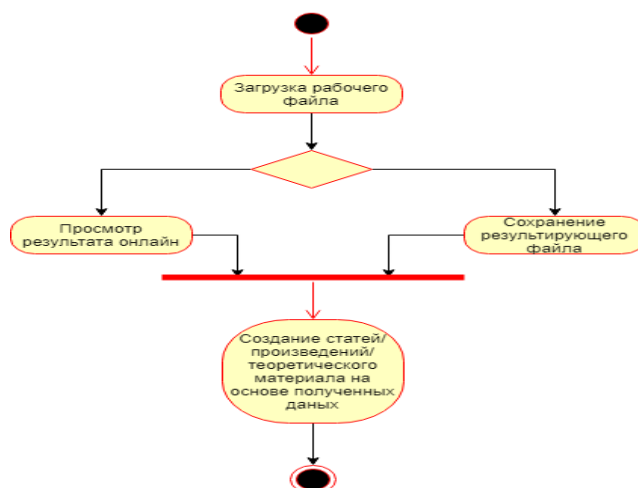 Загрузка рабочего
файла
Просмотр
результата онлайн
Сохранение
результирующего
файла
Создание статей/
произведений/
теоретического
материала на
основе полученных
даных